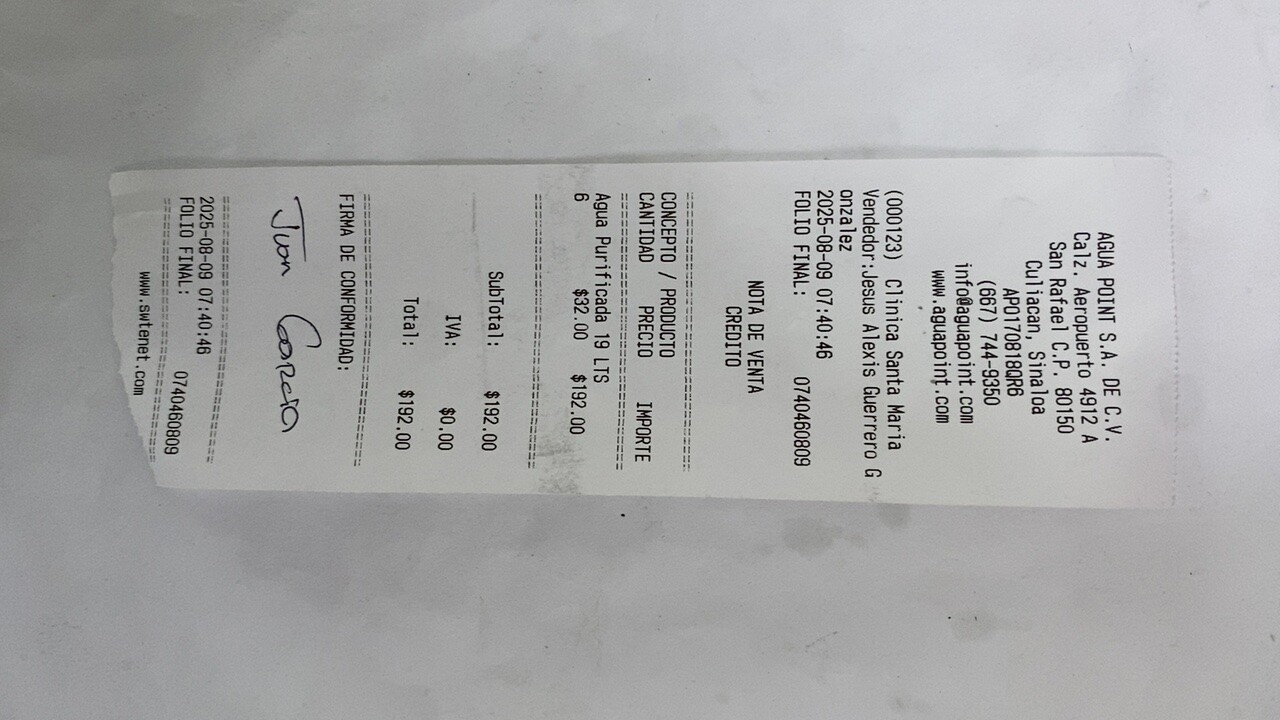 AGUA POINT S.A. DE C.V.
Calz. Aeropuerto 4912 A
San Rafael C.P. 80150
Culiacan, Sinaloa
APO170818QR6
(667) 744-9350
info@aguapoint.com
www.aguapoint.com
(000123) Clinica Santa Maria
Vendedor:Jesus Alexis Guerrero G
onzalez
2025-08-09 07:40:46
FOLIO FINAL: 0740460809
NOTA DE VENTA
CREDITO
================================
CONCEPTO / PRODUCTO
CANTIDAD PRECIO IMPORTE
================================
Agua Purificada 19 LTS
6 $32.00 $192.00
================================
SubTotal: $192.00
IVA: $0.00
Total: $192.00
================================
FIRMA DE CONFORMIDAD:
Juan Garcia
================================
2025-08-09 07:40:46
FOLIO FINAL: 0740460809
================================
www.swtenet.com